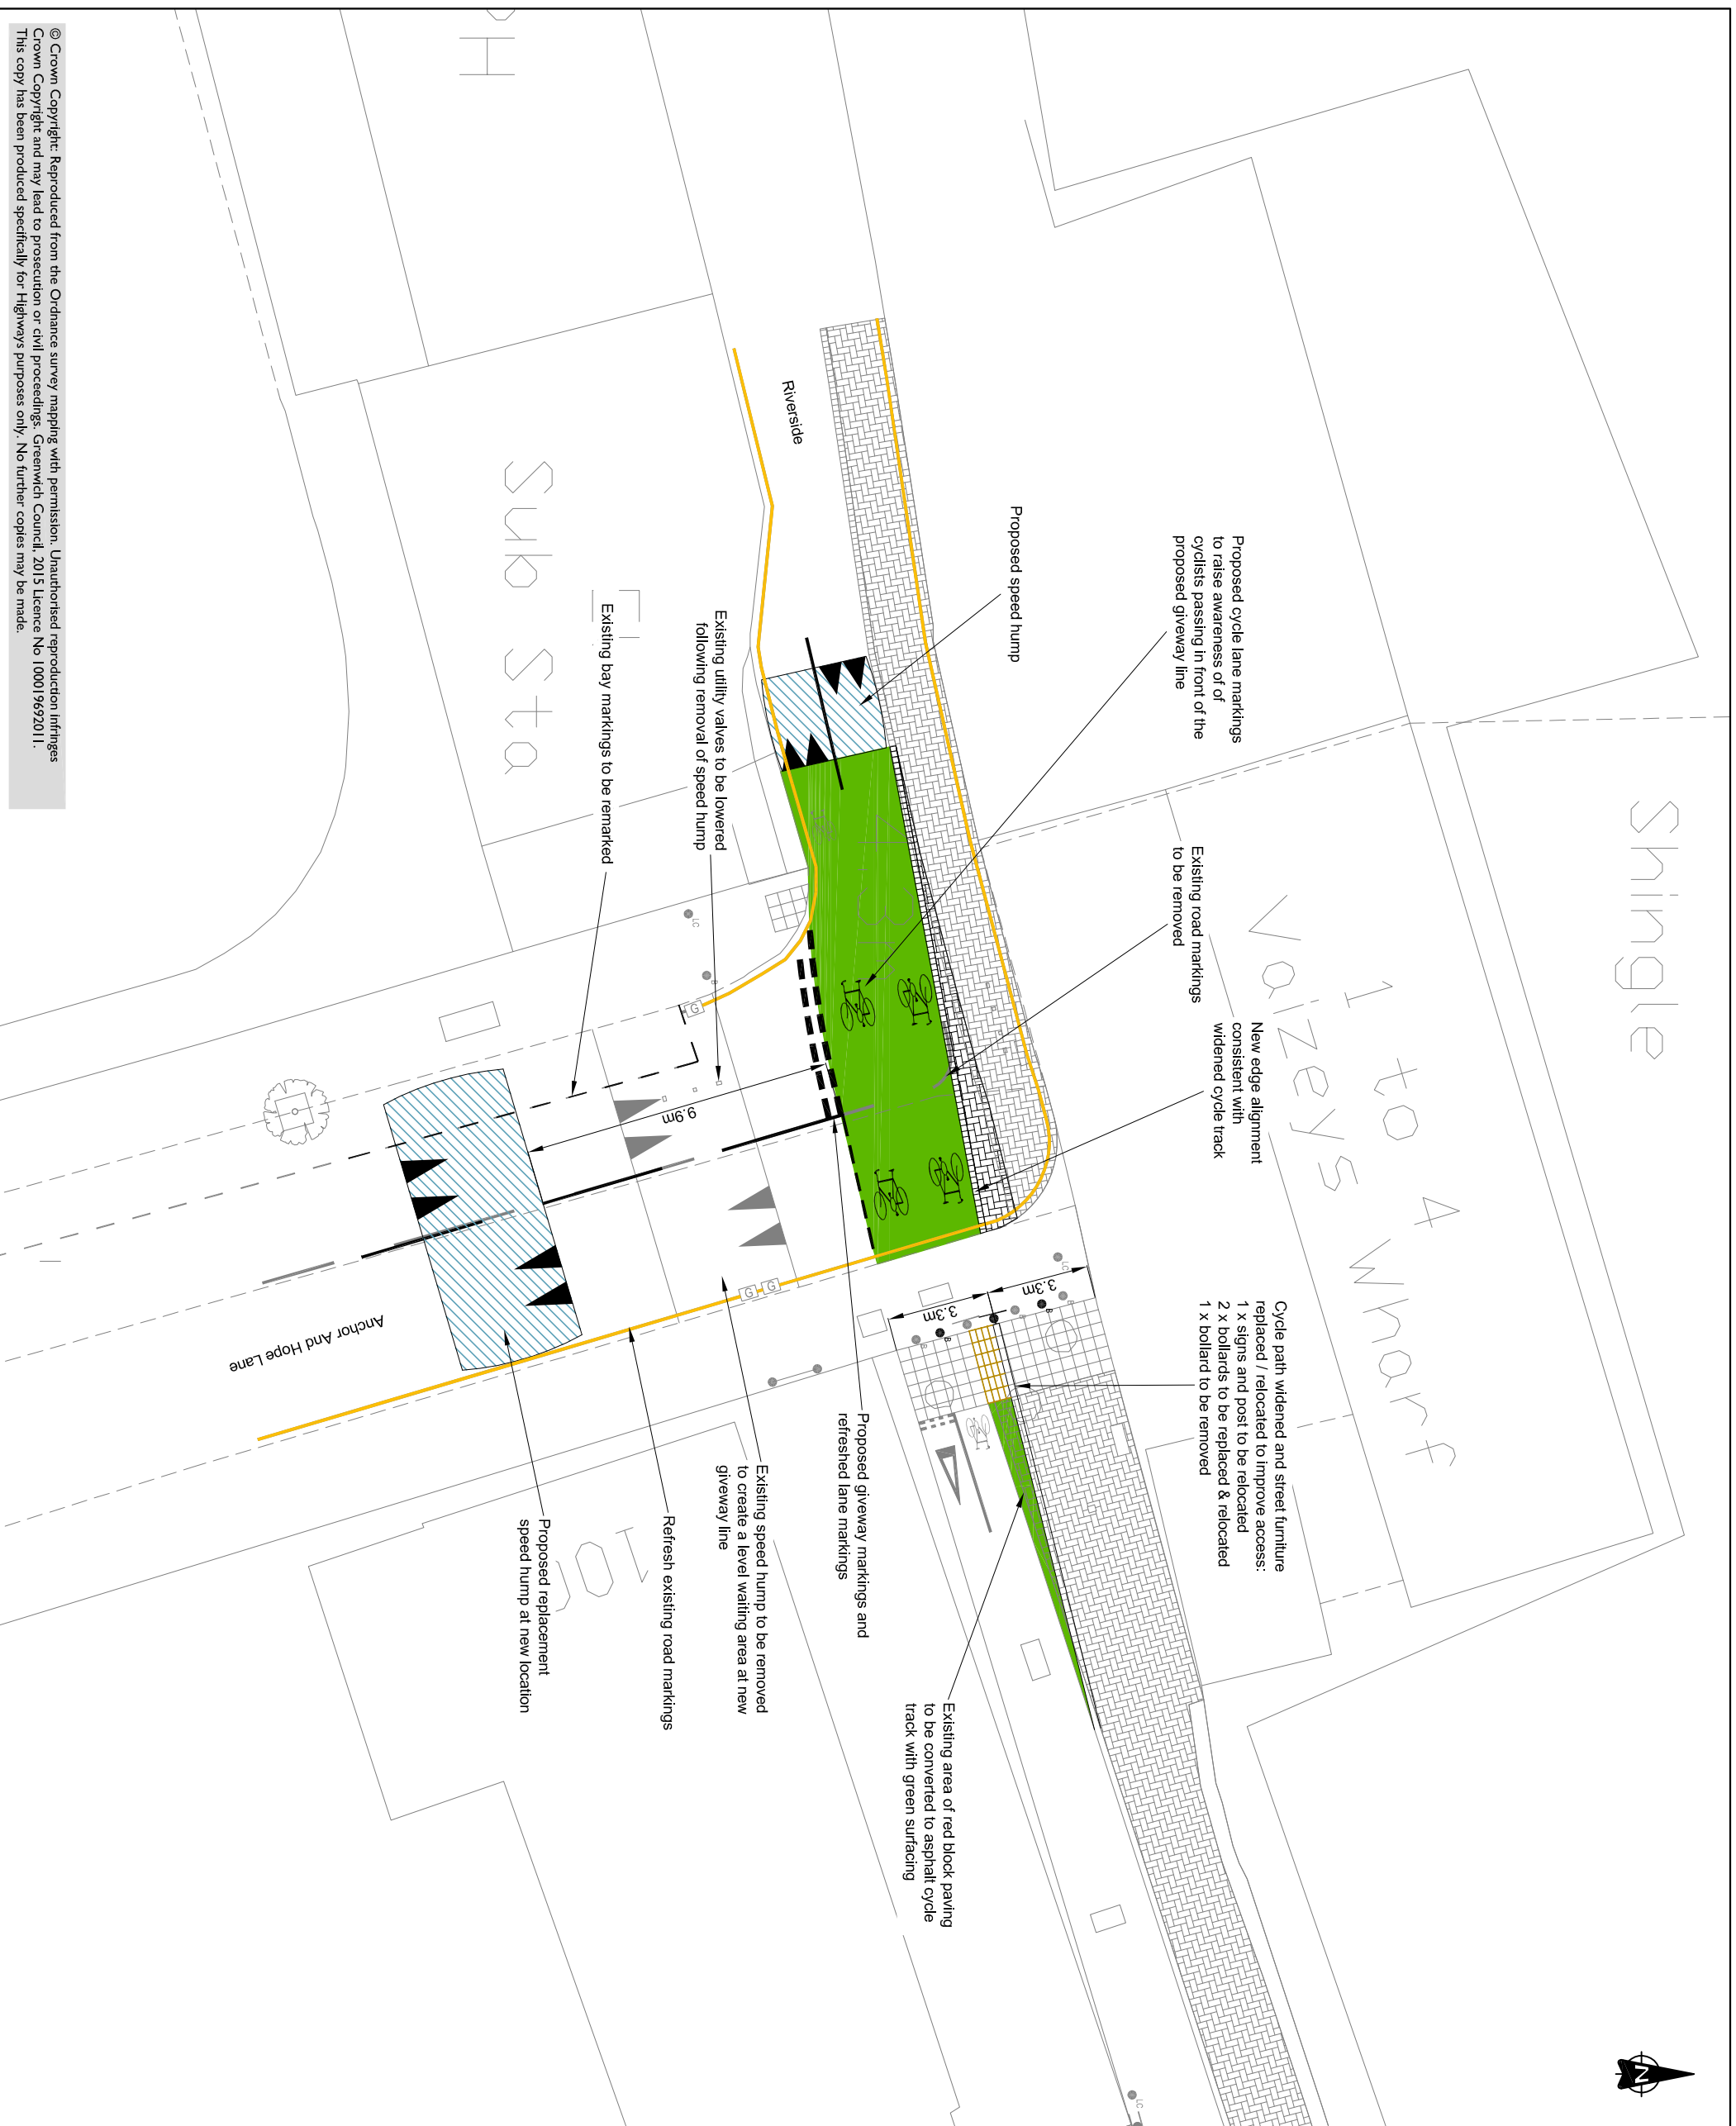 Shingle
1 to 4
Vaizeys Wharf
Proposed cycle lane markings
to raise awareness of of
cyclists passing in front of the
proposed giveway line
Existing road markings
to be removed
New edge alignment
consistent with
widened cycle track
Cycle path widened and street furniture
replaced / relocated to improve access:
1 x signs and post to be relocated
2 x bollards to be replaced & relocated
1 x bollard to be removed
Proposed speed hump
Riverside
3.3m
3.3m
LC
B
B
Existing area of red block paving
to be converted to asphalt cycle
track with green surfacing
Proposed giveway markings and
refreshed lane markings
Existing utility valves to be lowered
following removal of speed hump
LC
B
G
G
G
9.9m
Existing speed hump to be removed
to create a level waiting area at new
giveway line
Existing bay markings to be remarked
Refresh existing road markings
Sub Sta
El
H
Proposed replacement
speed hump at new location
Anchor And Hope Lane
LC
N
© Crown Copyright: Reproduced from the Ordnance survey mapping with permission. Unauthorised reproduction infringes
Crown Copyright and may lead to prosecution or civil proceedings. Greenwich Council, 2015 Licence No 100019692011.
This copy has been produced specifically for Highways purposes only. No further copies may be made.